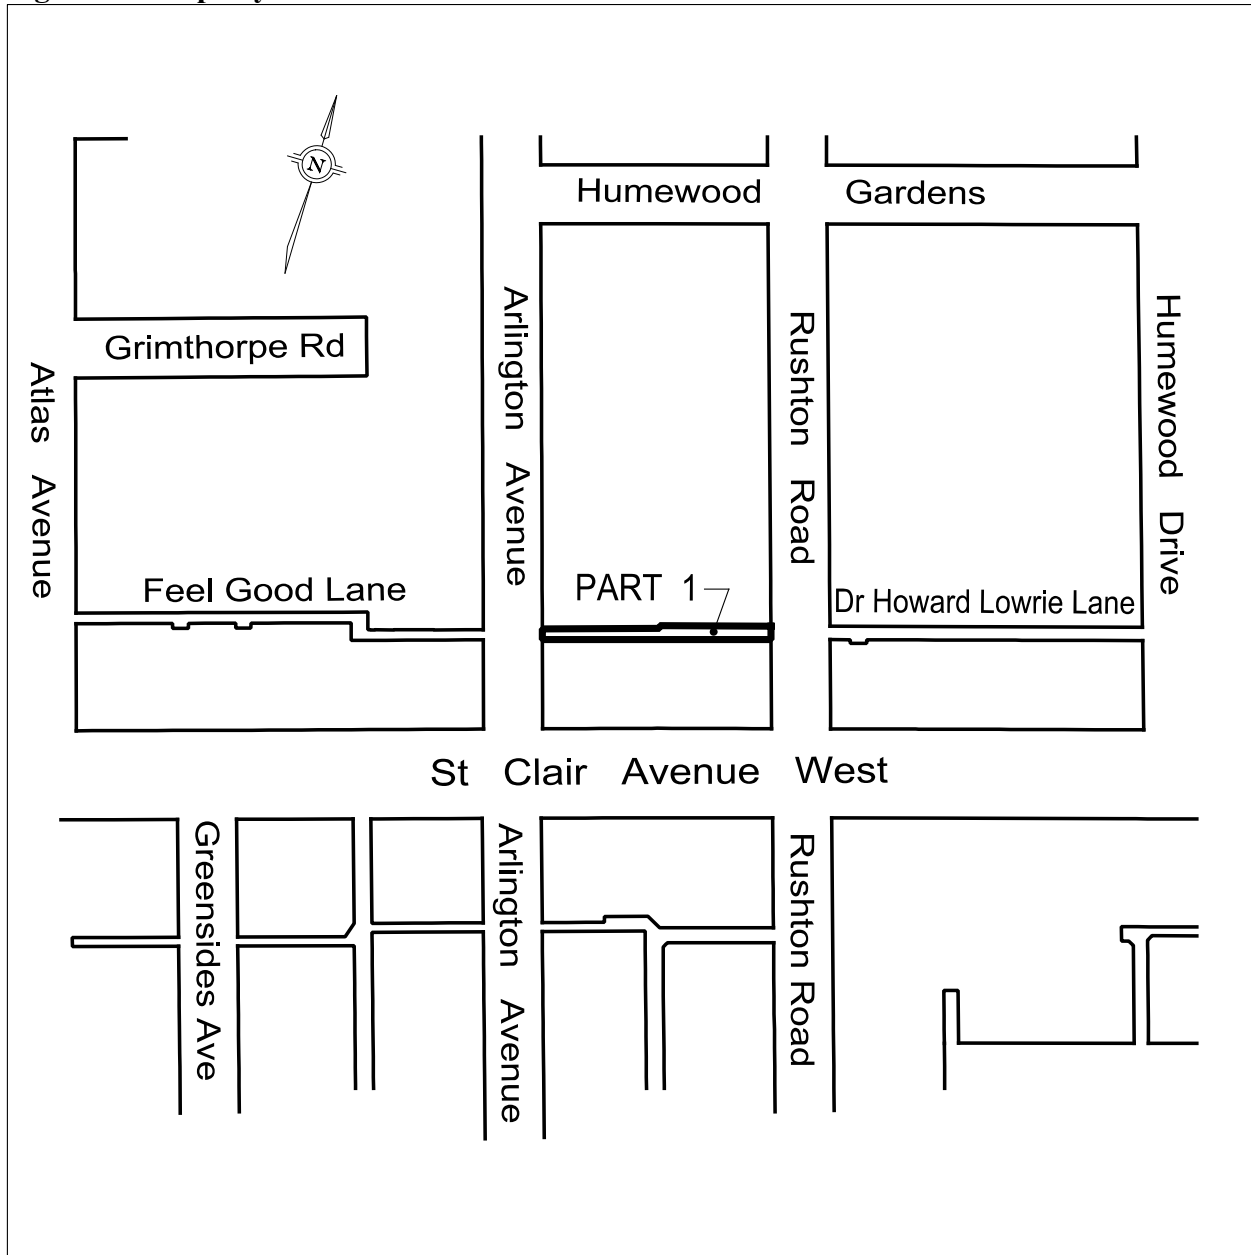 N
Humewood Gardens
Grimthorpe Rd
Atlas Avenue
Arlington Avenue
Rushton Road
Humewood Drive
Feel Good Lane
PART 1
Dr Howard Lowrie Lane
St Clair Avenue West
Greensides Ave
Arlington Avenue
Rushton Road